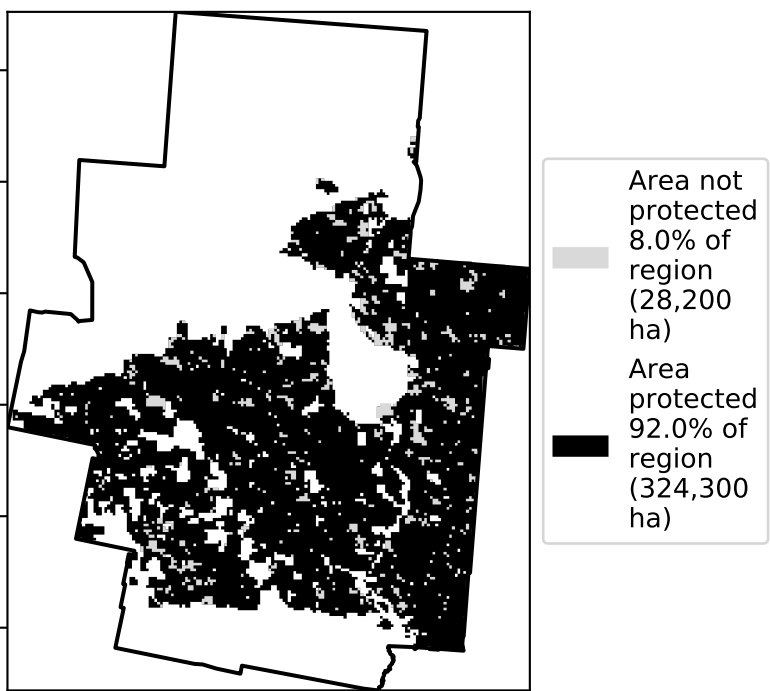 Area not
protected
8.0% of
region
(28,200
ha)
Area
protected
92.0% of
region
(324,300
ha)